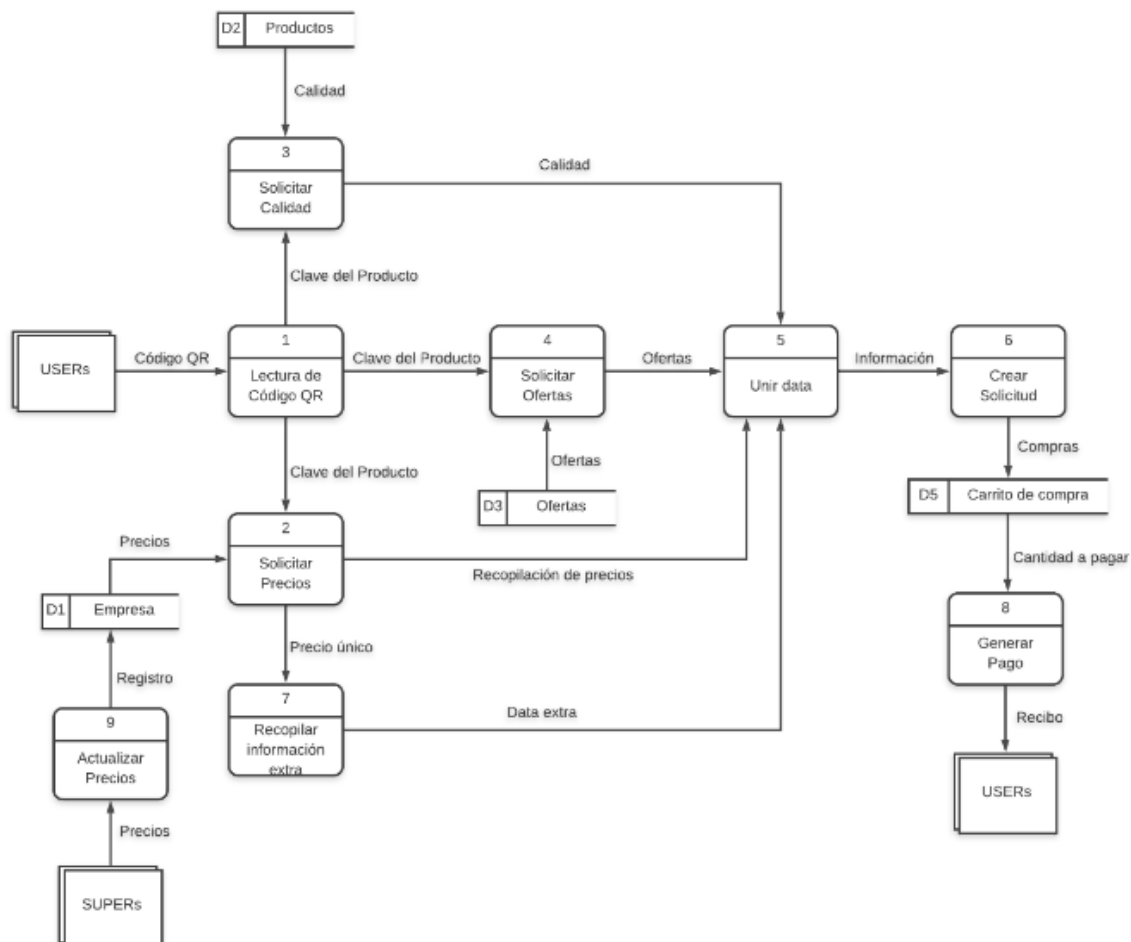 D2 Productos
Calidad
3
Solicitar
Calidad
Calidad
Clave del Producto
USERs
Código QR
1
Lectura de
Código QR
Clave del Producto
4
Solicitar
Ofertas
Ofertas
5
Unir data
Información
6
Crear
Solicitud
Clave del Producto
Ofertas
D3 Ofertas
Compras
D5 Carrito de compra
Precios
2
Solicitar
Precios
Recopilación de precios
Cantidad a pagar
D1 Empresa
8
Generar
Pago
Precio único
Registro
7
Recopilar
información
extra
Data extra
Recibo
9
Actualizar
Precios
USERs
Precios
SUPERs